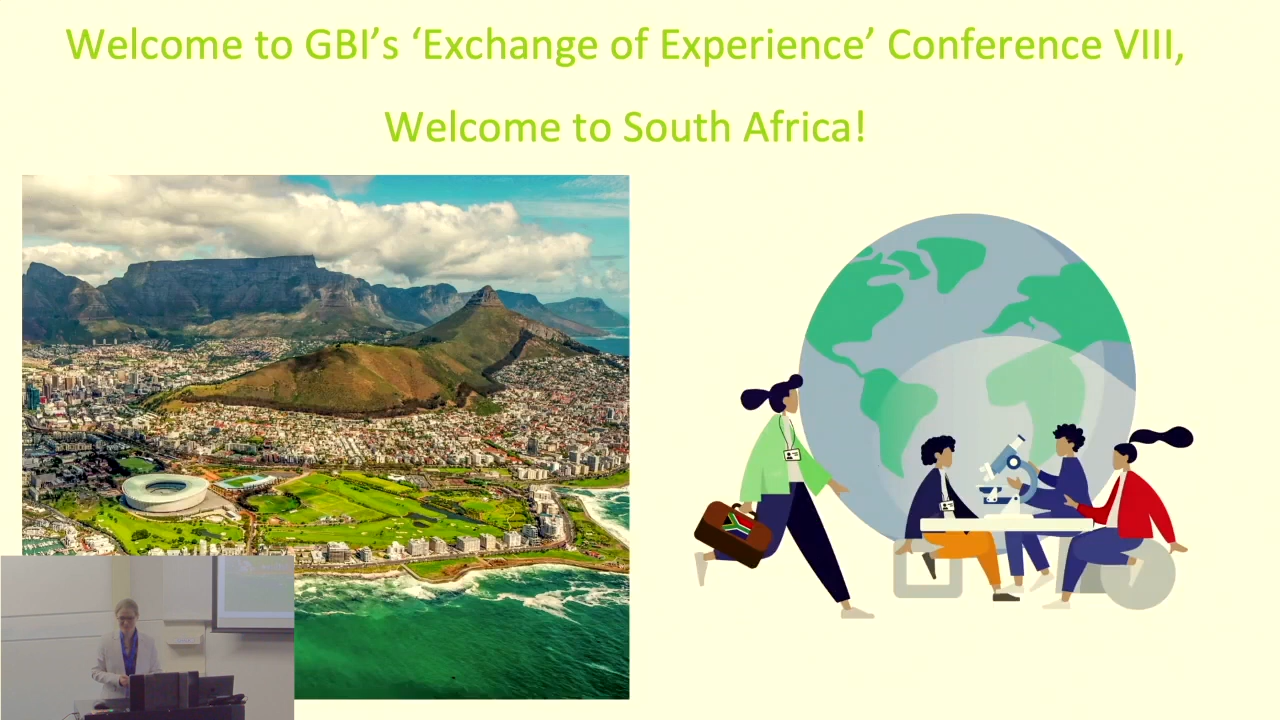 Welcome to GBI’s ‘Exchange of Experience’ Conference VIII,
Welcome to South Africa!